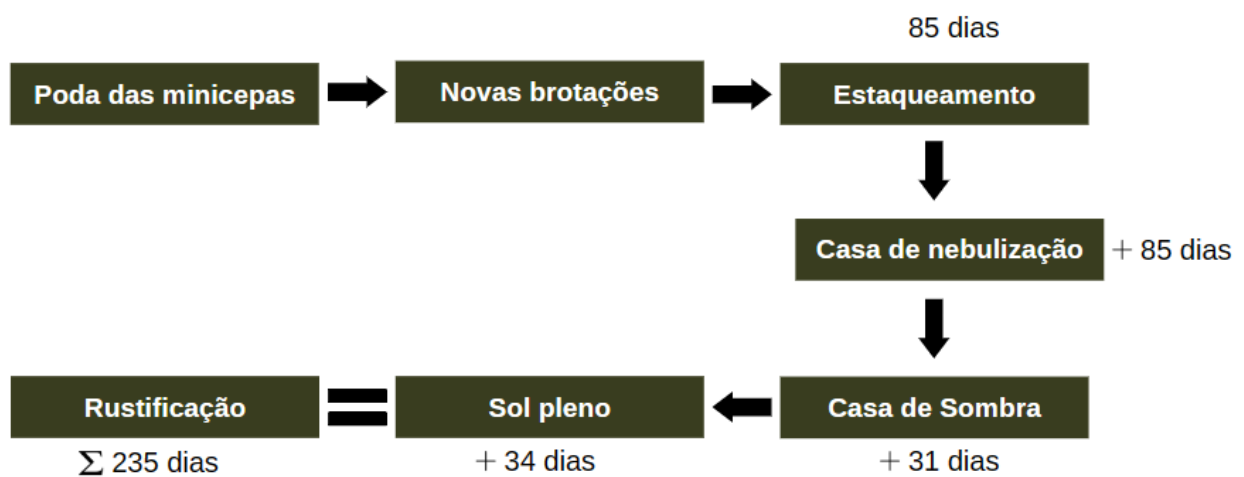 85 dias
Poda das minicepas
Novas brotações
Estaqueamento
Casa de nebulização
+ 85 dias
Rustificação
Sol pleno
Casa de Sombra
Σ 235 dias
+ 34 dias
+ 31 dias